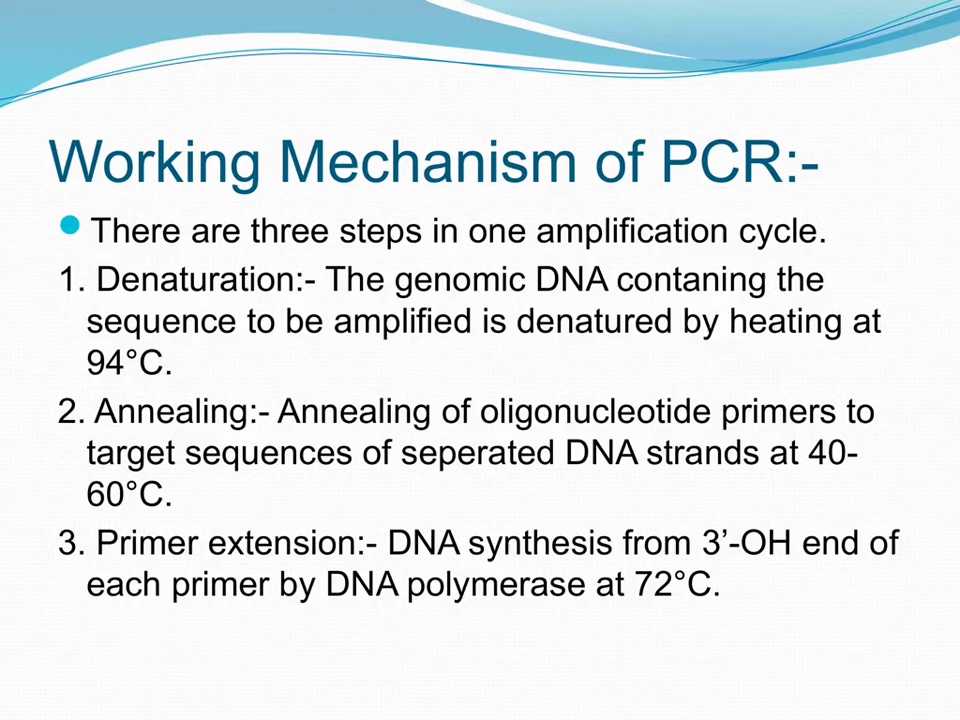 Working Mechanism of PCR:-
There are three steps in one amplification cycle.
1. Denaturation:- The genomic DNA contaning the
sequence to be amplified is denatured by heating at
94°C.
2. Annealing:- Annealing of oligonucleotide primers to
target sequences of seperated DNA strands at 40-
60°C.
3. Primer extension:- DNA synthesis from 3’-OH end of
each primer by DNA polymerase at 72°C.